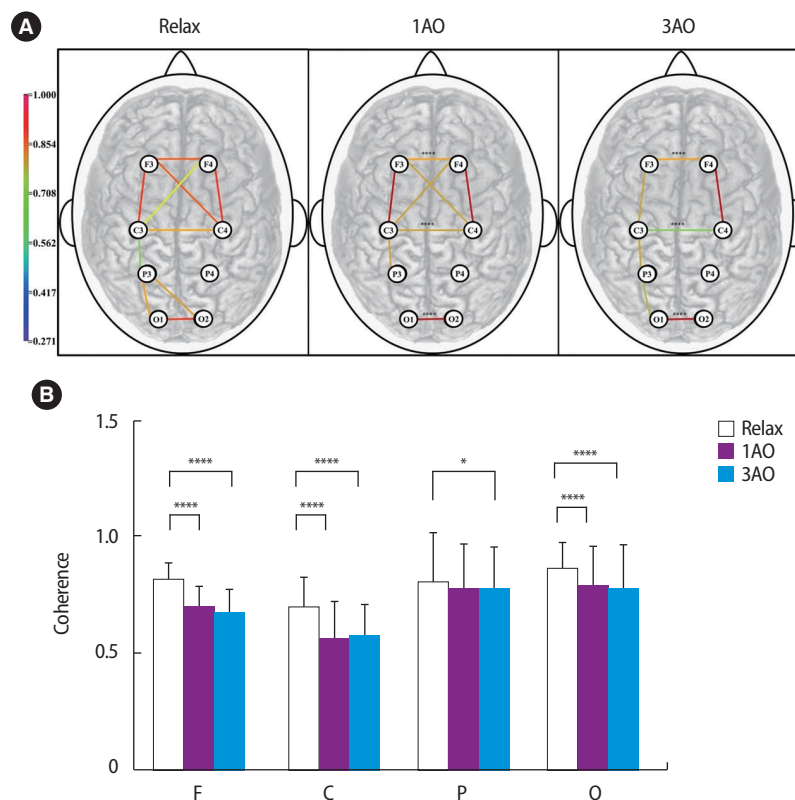 A
Relax 1AO 3AO
=1.000
=0.854
=0.708
=0.562
=0.417
=0.271
F3 F4 F3 **** F4 F3 **** F4
C3 C4 C3 **** C4 C3 **** C4
P3 P4 P3 P4 P3 P4
O1 O2 O1 **** O2 O1 **** O2
B
1.5
Relax
1AO
3AO
**** **** * ****
**** **** ****
1.0
Coherence
0.5
0
F C P O